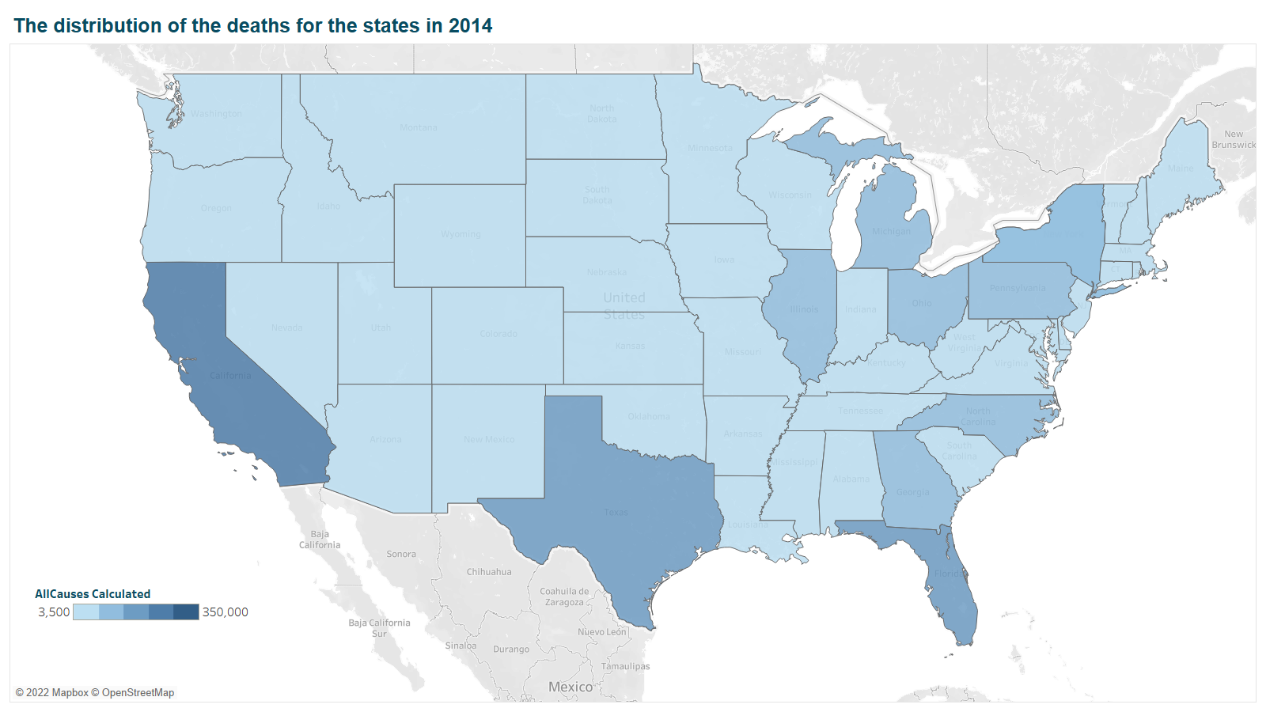 The distribution of the deaths for the states in 2014
Washington
Montana
North
Dakota
Minnesota
Maine
New
Brunswick
Oregon
Idaho
Wyoming
South
Dakota
Wisconsin
Michigan
Iowa
MA
CT
Nebraska
United
States
Pennsylvania
Nevada
Utah
Colorado
Kansas
Missouri
Illinois
Indiana
Ohio
West
Virginia
Virginia
Kentucky
California
Arizona
New Mexico
Oklahoma
Arkansas
Tennessee
North
Carolina
South
Carolina
Texas
Louisiana
Mississippi
Alabama
Georgia
Florida
Baja
California
Sonora
Chihuahua
Coahuila de
Zaragoza
Baja California
Sur
Sinaloa
Durango
Nuevo León
Tamaulipas
Mexico
AllCauses Calculated
3,500 350,000
© 2022 Mapbox © OpenStreetMap